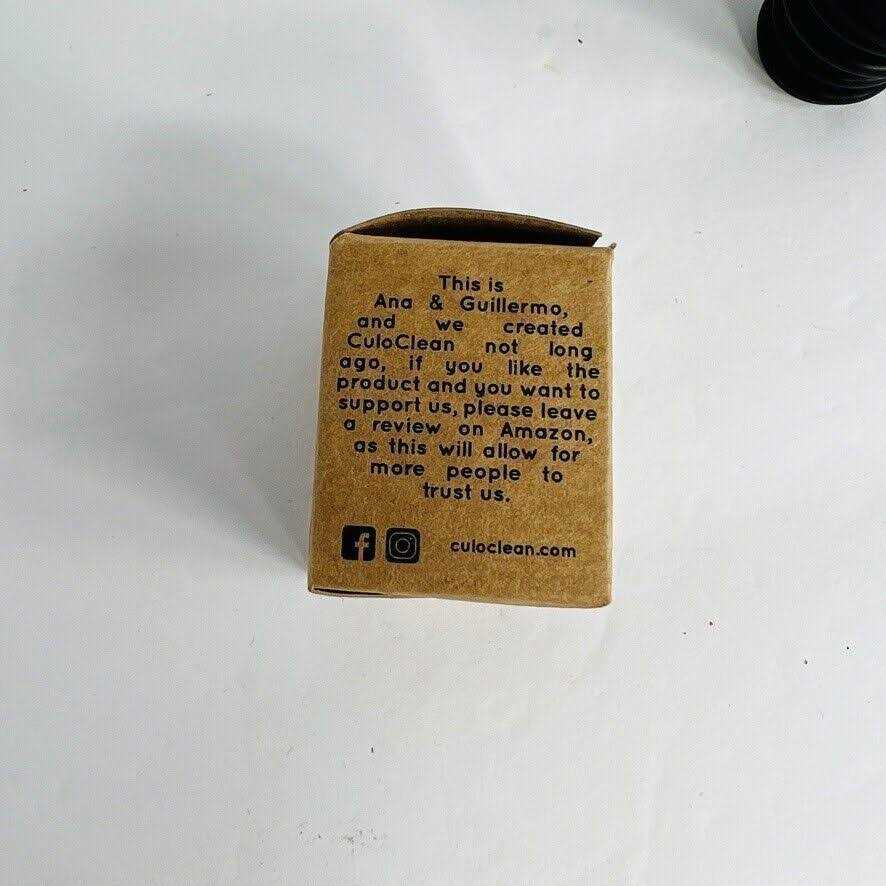 This is
Ana & Guillermo,
and we created
CuloClean not long
ago, if you like the
product and you want to
support us, please leave
a review on Amazon,
as this will allow for
more people to
trust us.
culoclean.com